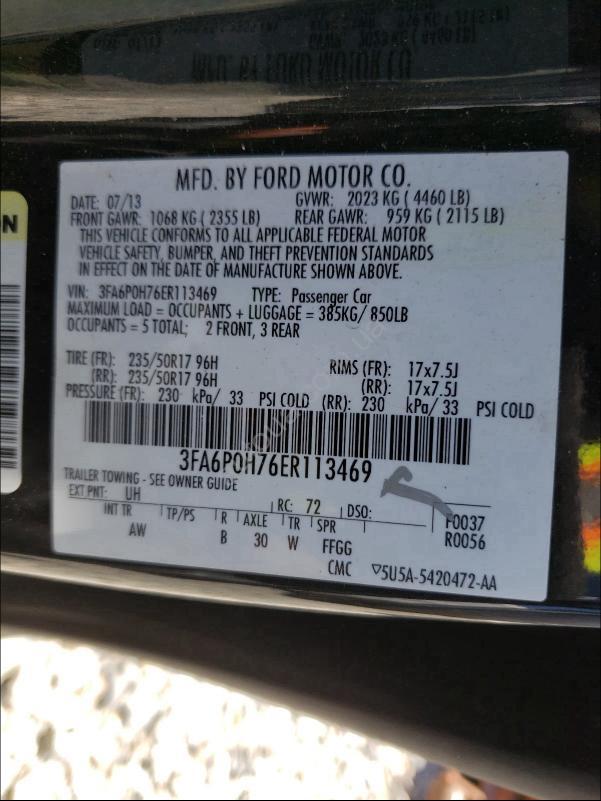 MFD. BY FORD MOTOR CO.
DATE: 07/13 GVWR: 2023 KG ( 4460 LB)
FRONT GAWR: 1068 KG ( 2355 LB) REAR GAWR: 959 KG ( 2115 LB)
THIS VEHICLE CONFORMS TO ALL APPLICABLE FEDERAL MOTOR
VEHICLE SAFETY, BUMPER, AND THEFT PREVENTION STANDARDS
IN EFFECT ON THE DATE OF MANUFACTURE SHOWN ABOVE.
VIN: 3FA6P0H76ER113469 TYPE: Passenger Car
MAXIMUM LOAD = OCCUPANTS + LUGGAGE = 385KG/ 850LB
OCCUPANTS = 5 TOTAL; 2 FRONT, 3 REAR
TIRE (FR): 235/50R17 96H RIMS (FR): 17x7.5J
(RR): 235/50R17 96H (RR): 17x7.5J
PRESSURE (FR): 230 kPa/ 33 PSI COLD (RR): 230 kPa/ 33 PSI COLD
3FA6P0H76ER113469
TRAILER TOWING - SEE OWNER GUIDE
EXT PNT: UH RC: 72 DSO: F0037
INT TR TP/PS R AXLE TR SPR R0056
AW B 30 W FFGG
CMC ▽5U5A-5420472-AA